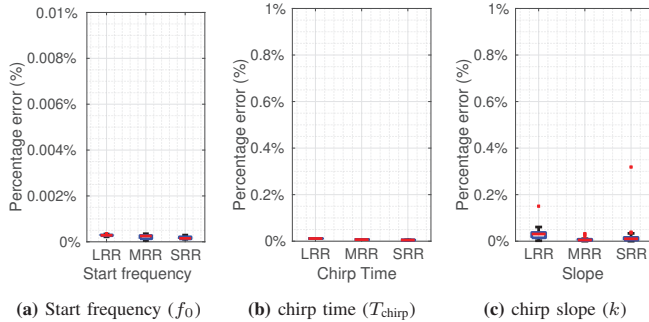 0.01%
0.008%
0.006%
0.004%
0.002%
0%
Percentage error (%)
LRR MRR SRR
Start frequency
(a) Start frequency (f₀)
1%
0.8%
0.6%
0.4%
0.2%
0%
Percentage error (%)
LRR MRR SRR
Chirp Time
(b) chirp time (T_chirp)
1%
0.8%
0.6%
0.4%
0.2%
0%
Percentage error (%)
LRR MRR SRR
Slope
(c) chirp slope (k)